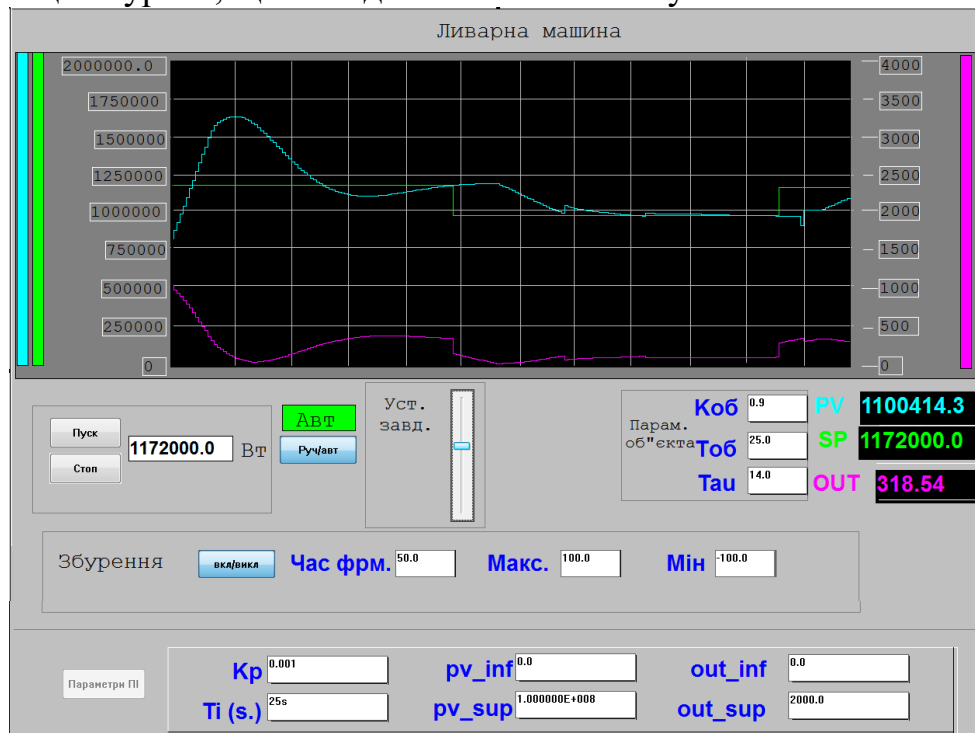 Ливарна машина
2000000.0
1750000
1500000
1250000
1000000
750000
500000
250000
0
4000
3500
3000
2500
2000
1500
1000
500
0
Пуск
Стоп
1172000.0 Вт
Авт
Руч/авт
Уст.
завд.
Парам.
об"єкта
Kоб 0.9
Tоб 25.0
Tau 14.0
PV 1100414.3
SP 1172000.0
OUT 318.54
Збурення вкл/викл Час фрм. 50.0 Макс. 100.0 Мін -100.0
Параметри ПІ
Kp 0.001 pv_inf 0.0 out_inf 0.0
Ti (s.) 25s pv_sup 1.000000E+008 out_sup 2000.0